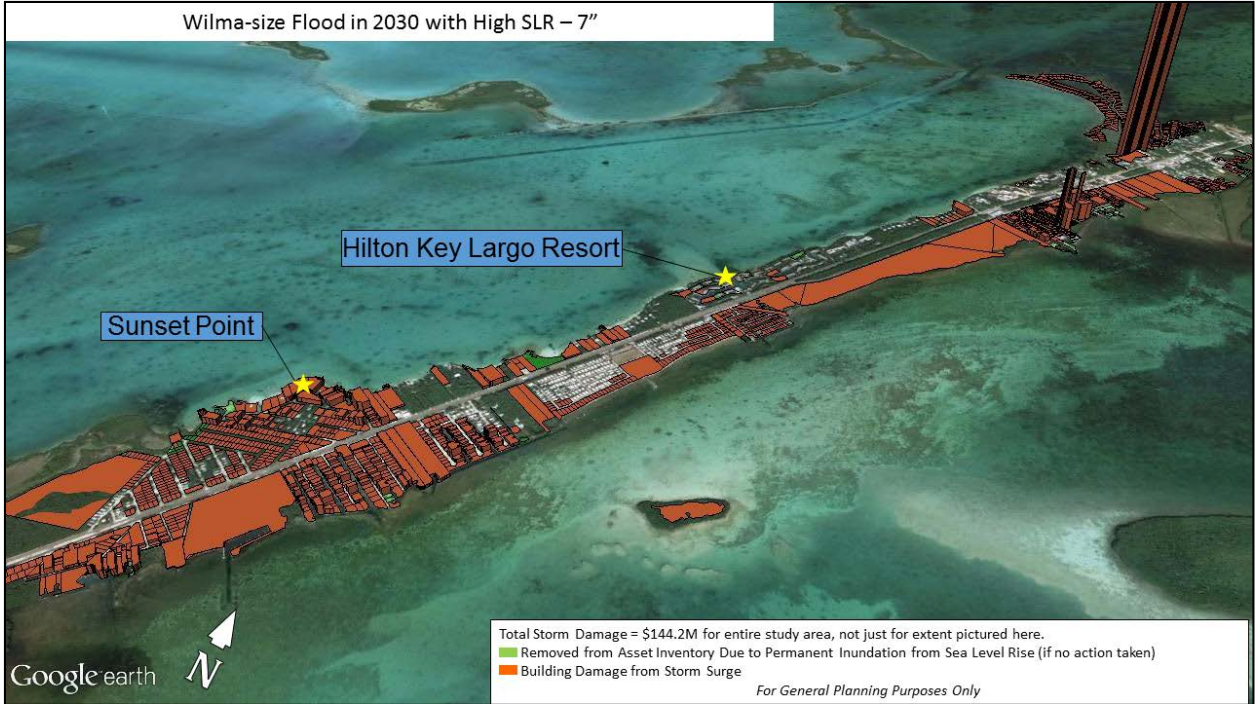 Wilma-size Flood in 2030 with High SLR – 7”
Hilton Key Largo Resort
Sunset Point
Total Storm Damage = $144.2M for entire study area, not just for extent pictured here.
Removed from Asset Inventory Due to Permanent Inundation from Sea Level Rise (if no action taken)
Building Damage from Storm Surge
For General Planning Purposes Only
Google earth
N